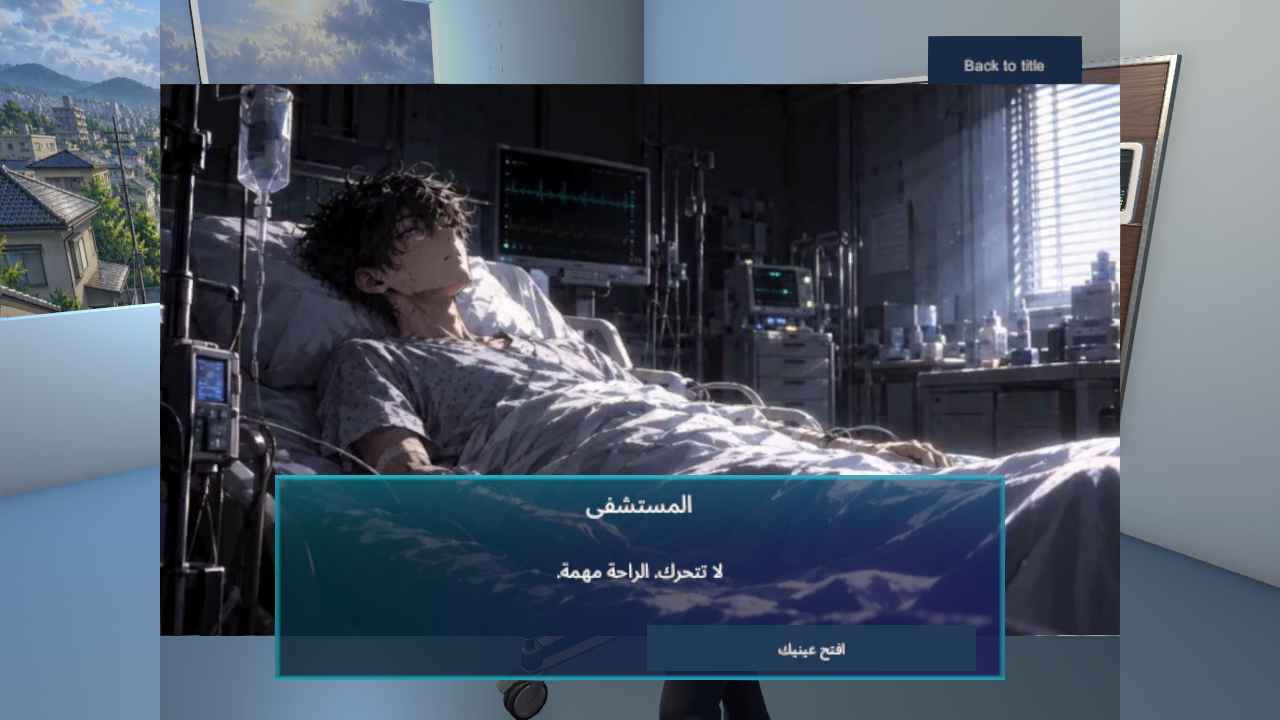 Back to title
المستشفى
لا تتحرك. الراحة مهمة.
افتح عينيك